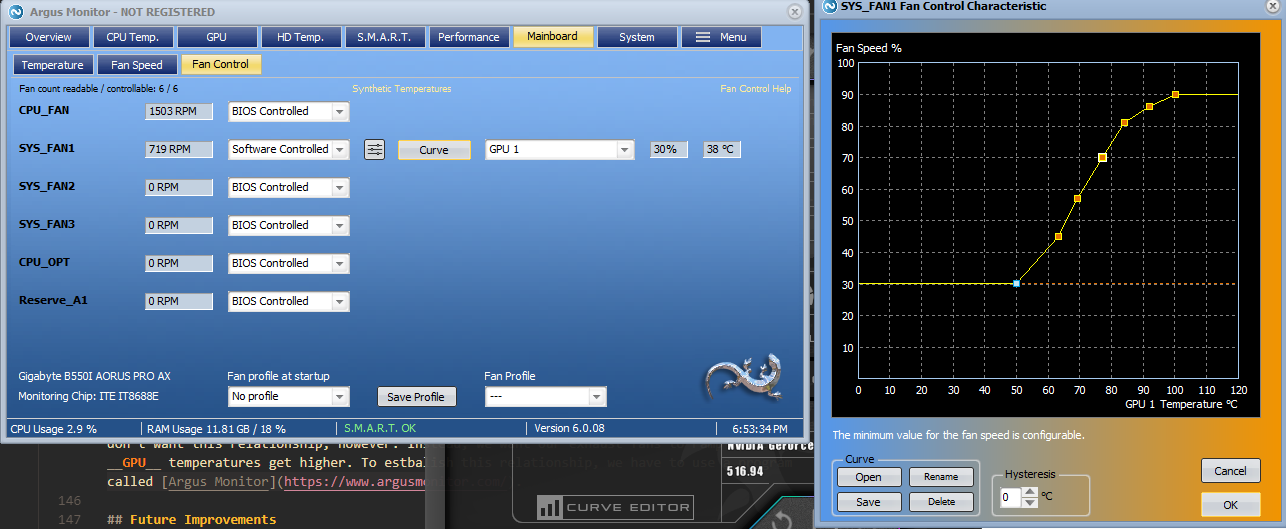 Argus Monitor - NOT REGISTERED
Overview CPU Temp. GPU HD Temp. S.M.A.R.T. Performance Mainboard System Menu
Temperature Fan Speed Fan Control
Fan count readable / controllable: 6 / 6 Synthetic Temperatures Fan Control Help
CPU_FAN 1503 RPM BIOS Controlled
SYS_FAN1 719 RPM Software Controlled Curve GPU 1 30% 38 °C
SYS_FAN2 0 RPM BIOS Controlled
SYS_FAN3 0 RPM BIOS Controlled
CPU_OPT 0 RPM BIOS Controlled
Reserve_A1 0 RPM BIOS Controlled
Gigabyte B550I AORUS PRO AX Fan profile at startup Fan Profile
Monitoring Chip: ITE IT8688E No profile Save Profile ---
CPU Usage 2.9 % RAM Usage 11.81 GB / 18 % S.M.A.R.T. OK Version 6.0.08 6:53:34 PM
don't want this relationship, however.
__GPU__ temperatures get higher. To estbalish this relationship, we have to use
called [Argus Monitor](https://www.argusmonitor.com/
146
147 ## Future Improvements
516.94
CURVE EDITOR
SYS_FAN1 Fan Control Characteristic
Fan Speed %
100
90
80
70
60
50
40
30
20
10
0 10 20 30 40 50 60 70 80 90 100 110 120
GPU 1 Temperature °C
The minimum value for the fan speed is configurable.
Curve
Open Rename
Save Delete
Hysteresis
0 °C
Cancel
OK